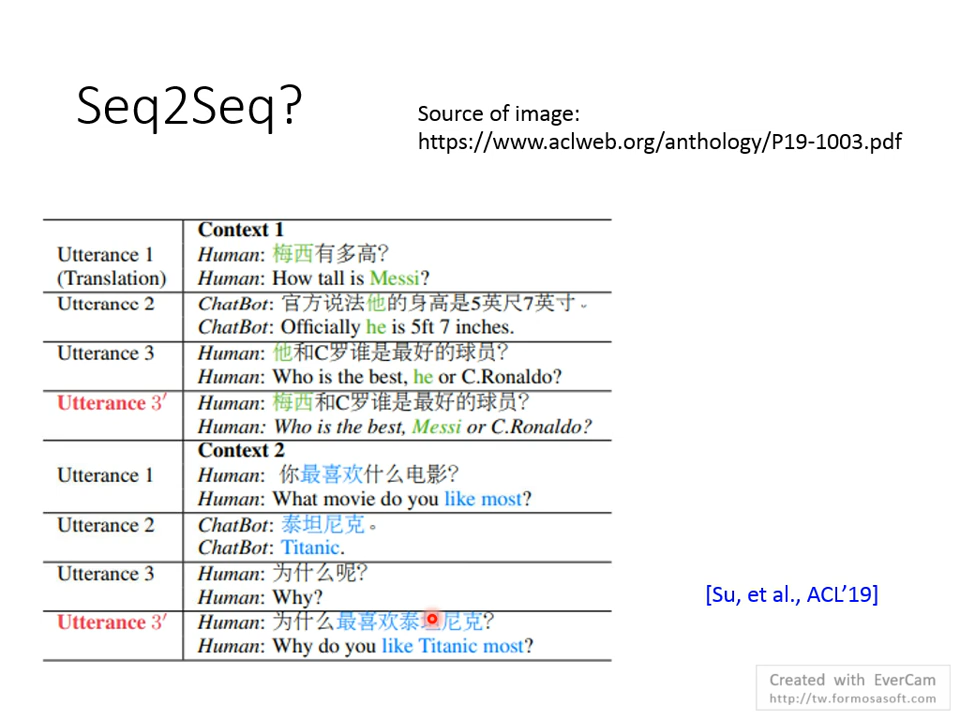 Seq2Seq?
Source of image:
https://www.aclweb.org/anthology/P19-1003.pdf
Context 1
Utterance 1 Human: 梅西有多高?
(Translation) Human: How tall is Messi?
Utterance 2 ChatBot: 官方说法他的身高是5英尺7英寸。
ChatBot: Officially he is 5ft 7 inches.
Utterance 3 Human: 他和C罗谁是最好的球员?
Human: Who is the best, he or C.Ronaldo?
Utterance 3′ Human: 梅西和C罗谁是最好的球员?
Human: Who is the best, Messi or C.Ronaldo?
Context 2
Utterance 1 Human: 你最喜欢什么电影?
Human: What movie do you like most?
Utterance 2 ChatBot: 泰坦尼克。
ChatBot: Titanic.
Utterance 3 Human: 为什么呢?
Human: Why?
Utterance 3′ Human: 为什么最喜欢泰坦尼克?
Human: Why do you like Titanic most?
[Su, et al., ACL’19]
Created with EverCam
http://tw.formosasoft.com